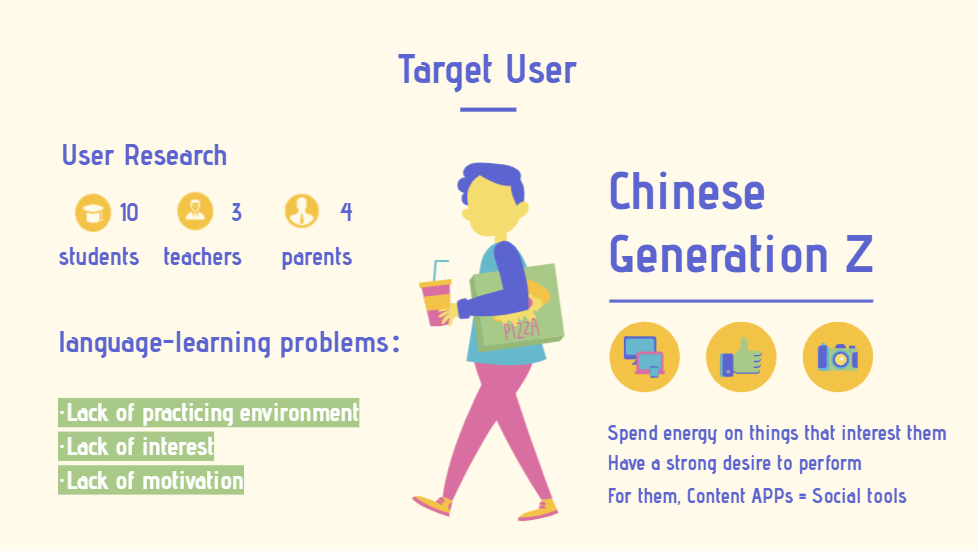 Target User
User Research
10 3 4
students teachers parents
language-learning problems:
·Lack of practicing environment
·Lack of interest
·Lack of motivation
PIZZA
Chinese
Generation Z
Spend energy on things that interest them
Have a strong desire to perform
For them, Content APPs = Social tools